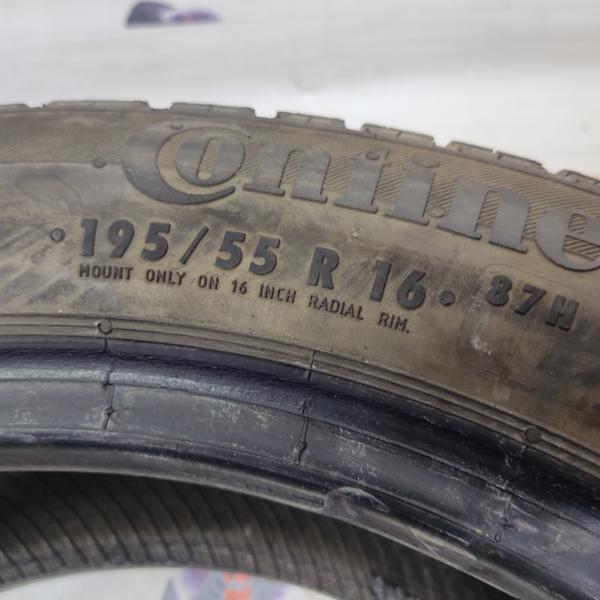 Contine
• 195/55 R 16 • 87H
MOUNT ONLY ON 16 INCH RADIAL RIM.